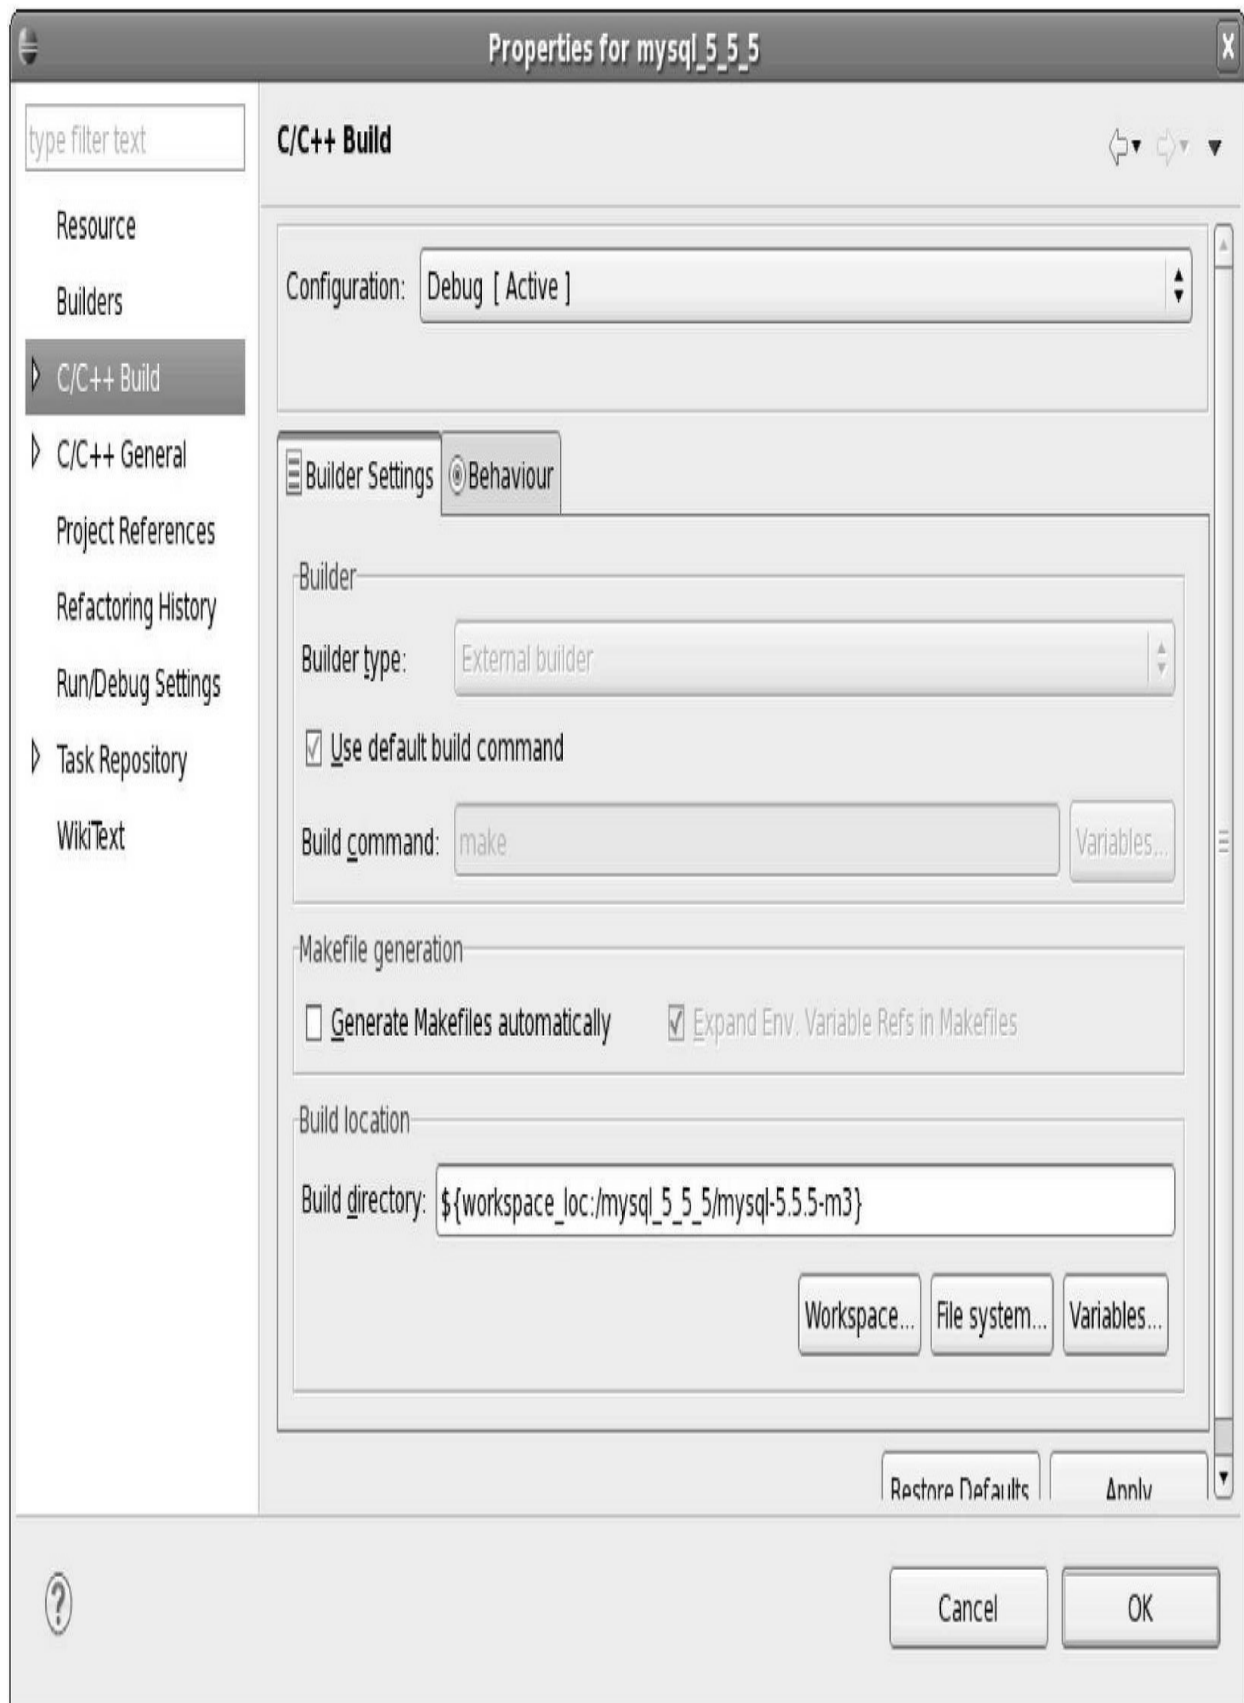 Properties for mysql_5_5_5
type filter text
Resource
Builders
C/C++ Build
C/C++ General
Project References
Refactoring History
Run/Debug Settings
Task Repository
WikiText
C/C++ Build
Configuration: Debug [ Active ]
Builder Settings Behaviour
Builder
Builder type: External builder
Use default build command
Build command: make Variables...
Makefile generation
Generate Makefiles automatically Expand Env. Variable Refs in Makefiles
Build location
Build directory: ${workspace_loc:/mysql_5_5_5/mysql-5.5.5-m3}
Workspace... File system... Variables...
Restore Defaults Apply
Cancel OK